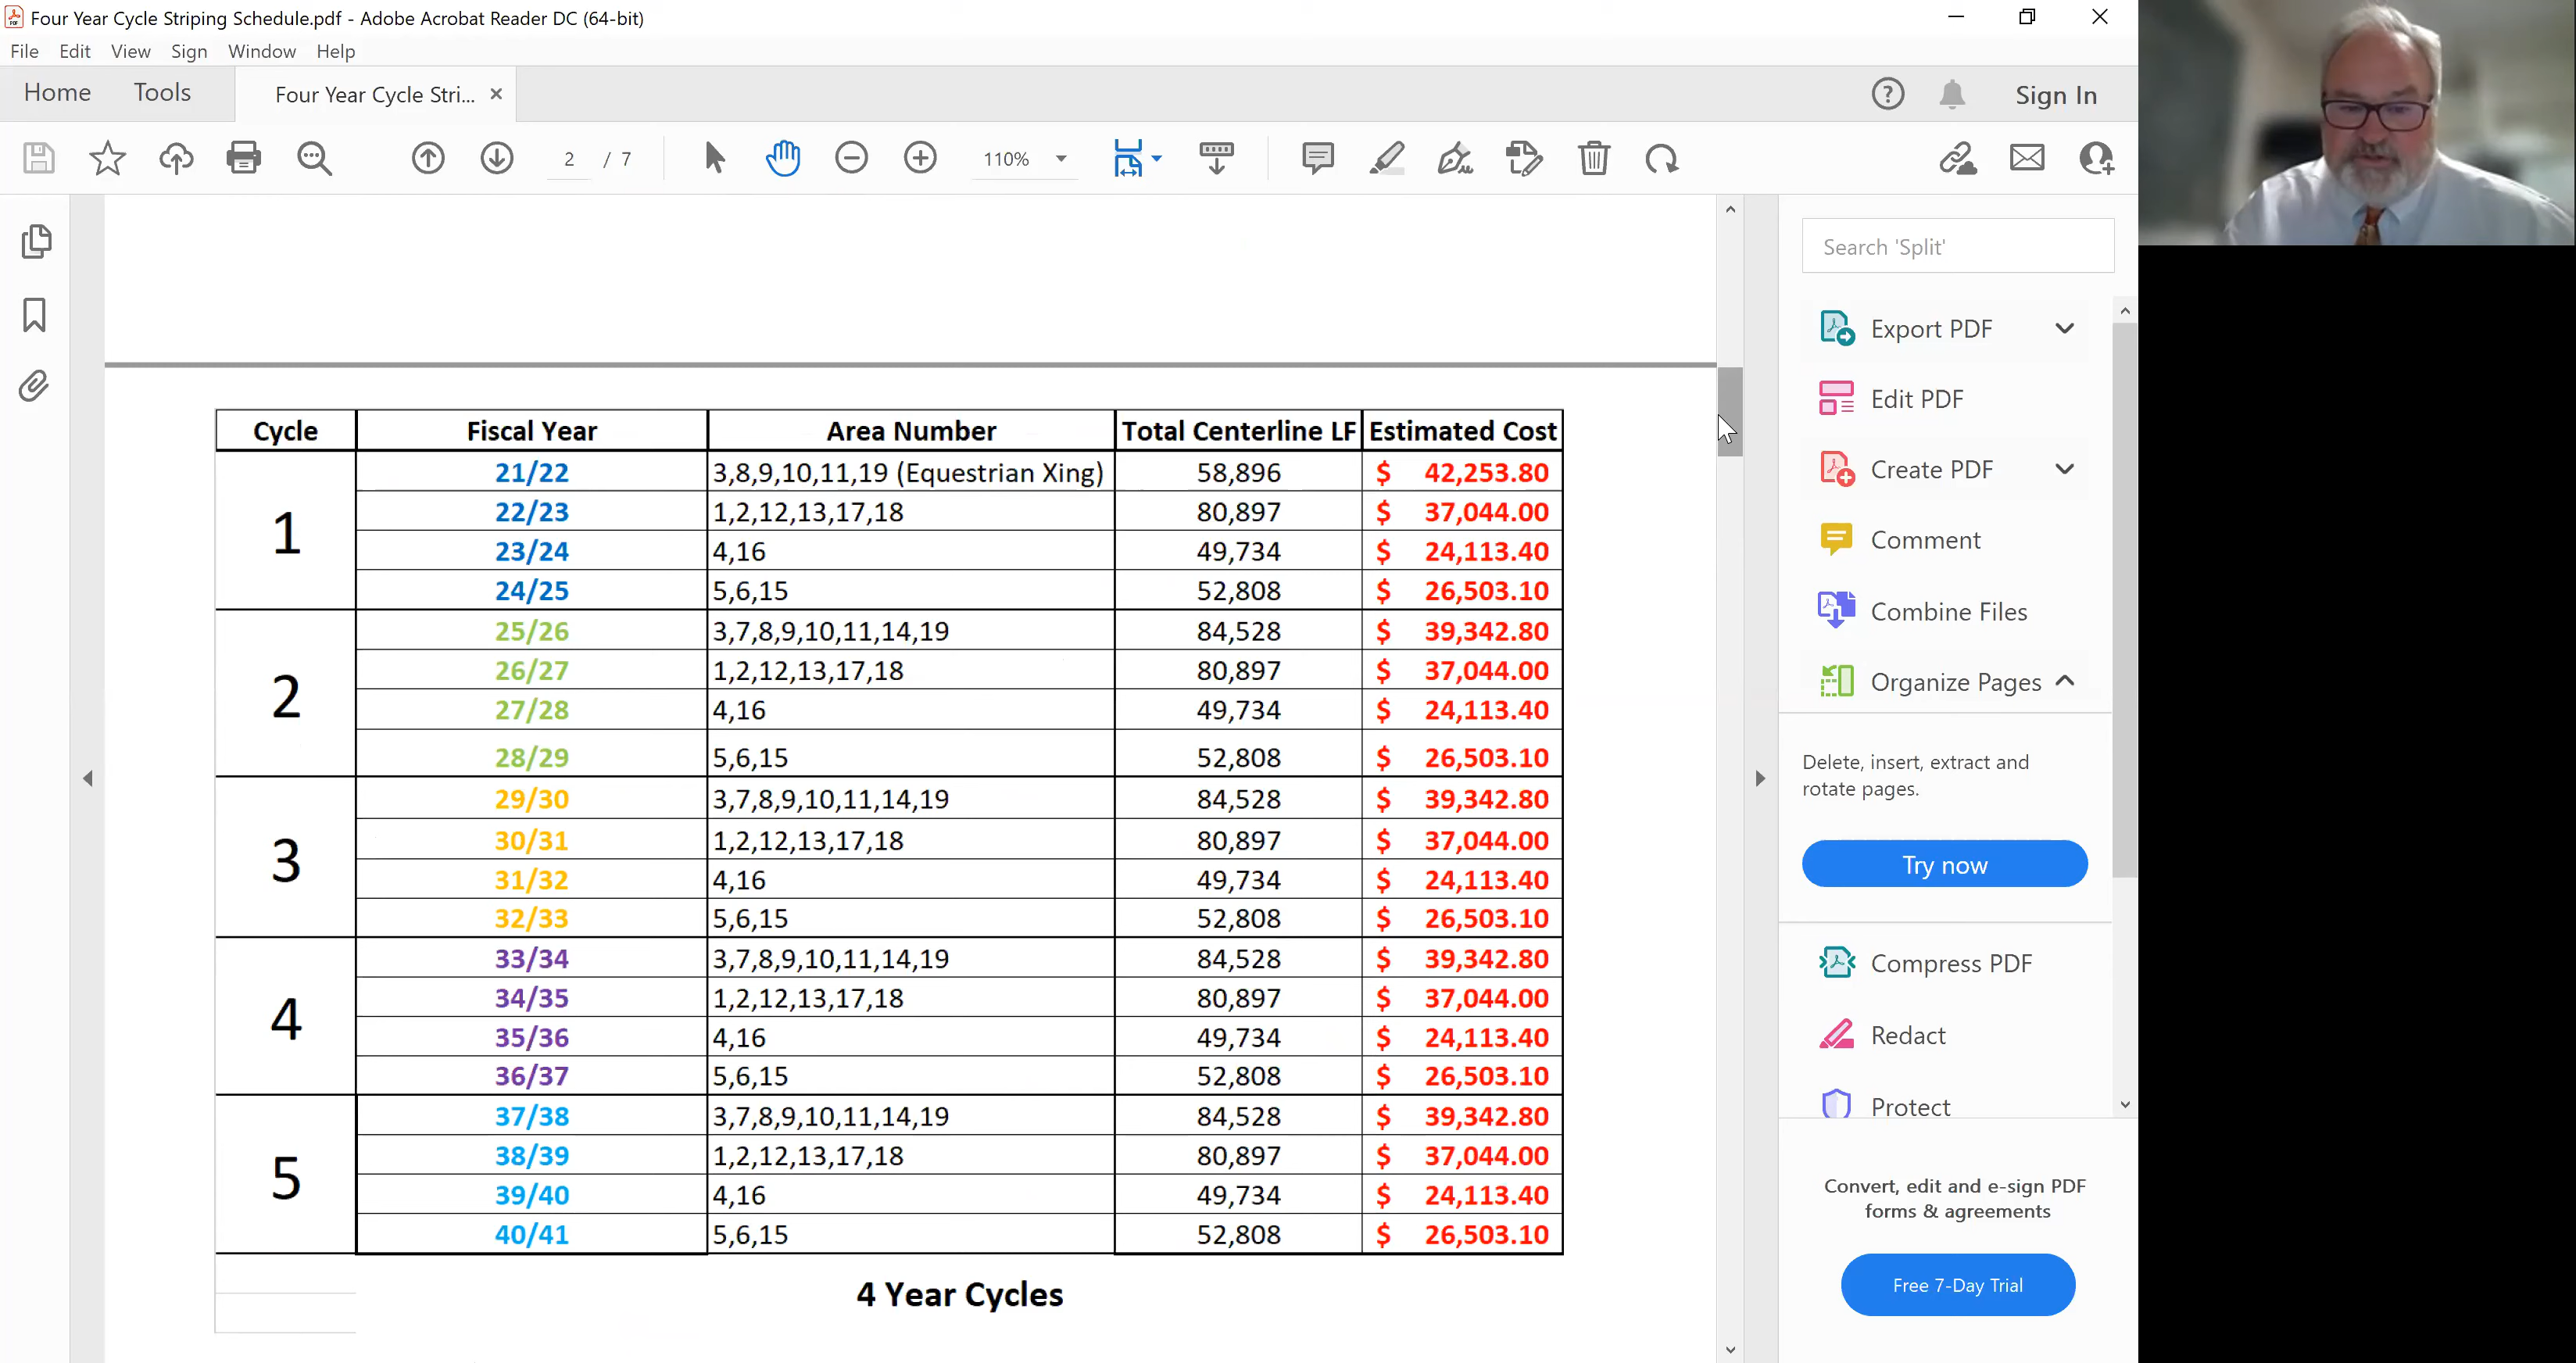 Four Year Cycle Striping Schedule.pdf - Adobe Acrobat Reader DC (64-bit)
File Edit View Sign Window Help
Home Tools Four Year Cycle Stri... × ? Sign In
2 / 7 110%
Search 'Split'
Export PDF
Edit PDF
Create PDF
Comment
Combine Files
Organize Pages
Delete, insert, extract and
rotate pages.
Try now
Compress PDF
Redact
Protect
Convert, edit and e-sign PDF
forms & agreements
Free 7-Day Trial
Cycle Fiscal Year Area Number Total Centerline LF Estimated Cost
1
21/22 3,8,9,10,11,19 (Equestrian Xing) 58,896 $ 42,253.80
22/23 1,2,12,13,17,18 80,897 $ 37,044.00
23/24 4,16 49,734 $ 24,113.40
24/25 5,6,15 52,808 $ 26,503.10
2
25/26 3,7,8,9,10,11,14,19 84,528 $ 39,342.80
26/27 1,2,12,13,17,18 80,897 $ 37,044.00
27/28 4,16 49,734 $ 24,113.40
28/29 5,6,15 52,808 $ 26,503.10
3
29/30 3,7,8,9,10,11,14,19 84,528 $ 39,342.80
30/31 1,2,12,13,17,18 80,897 $ 37,044.00
31/32 4,16 49,734 $ 24,113.40
32/33 5,6,15 52,808 $ 26,503.10
4
33/34 3,7,8,9,10,11,14,19 84,528 $ 39,342.80
34/35 1,2,12,13,17,18 80,897 $ 37,044.00
35/36 4,16 49,734 $ 24,113.40
36/37 5,6,15 52,808 $ 26,503.10
5
37/38 3,7,8,9,10,11,14,19 84,528 $ 39,342.80
38/39 1,2,12,13,17,18 80,897 $ 37,044.00
39/40 4,16 49,734 $ 24,113.40
40/41 5,6,15 52,808 $ 26,503.10
4 Year Cycles